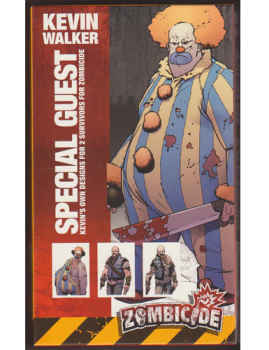 KEVIN
WALKER
SPECIAL GUEST
KEVIN'S OWN DESIGNS FOR 2 SURVIVORS FOR ZOMBICIDE
ZOMBICIDE